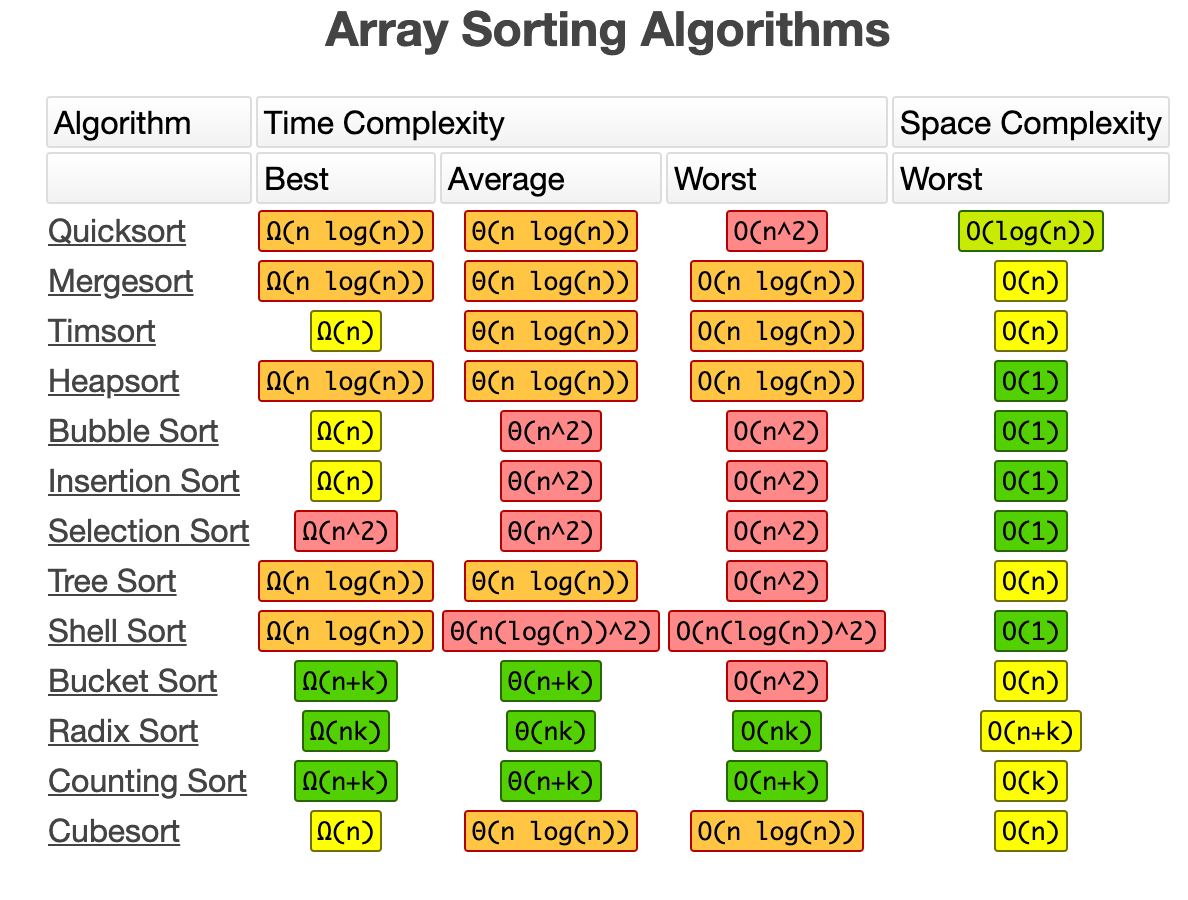 Array Sorting Algorithms
Algorithm Time Complexity Space Complexity
Best Average Worst Worst
Quicksort Ω(n log(n)) Θ(n log(n)) O(n^2) O(log(n))
Mergesort Ω(n log(n)) Θ(n log(n)) O(n log(n)) O(n)
Timsort Ω(n) Θ(n log(n)) O(n log(n)) O(n)
Heapsort Ω(n log(n)) Θ(n log(n)) O(n log(n)) O(1)
Bubble Sort Ω(n) Θ(n^2) O(n^2) O(1)
Insertion Sort Ω(n) Θ(n^2) O(n^2) O(1)
Selection Sort Ω(n^2) Θ(n^2) O(n^2) O(1)
Tree Sort Ω(n log(n)) Θ(n log(n)) O(n^2) O(n)
Shell Sort Ω(n log(n)) Θ(n(log(n))^2) O(n(log(n))^2) O(1)
Bucket Sort Ω(n+k) Θ(n+k) O(n^2) O(n)
Radix Sort Ω(nk) Θ(nk) O(nk) O(n+k)
Counting Sort Ω(n+k) Θ(n+k) O(n+k) O(k)
Cubesort Ω(n) Θ(n log(n)) O(n log(n)) O(n)